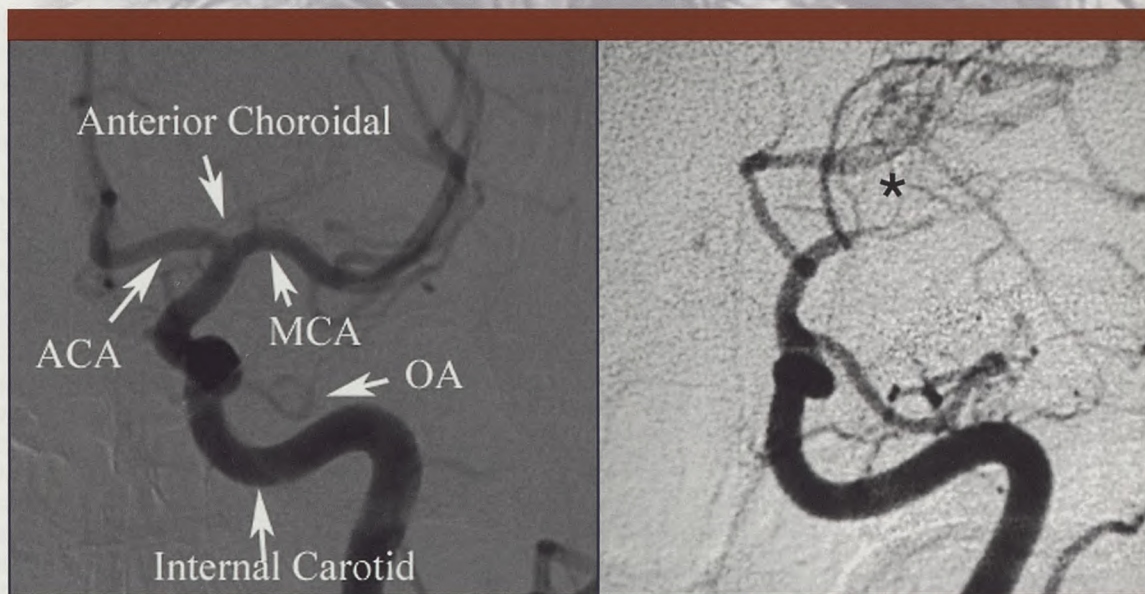 Anterior Choroidal
ACA
MCA
OA
Internal Carotid
*